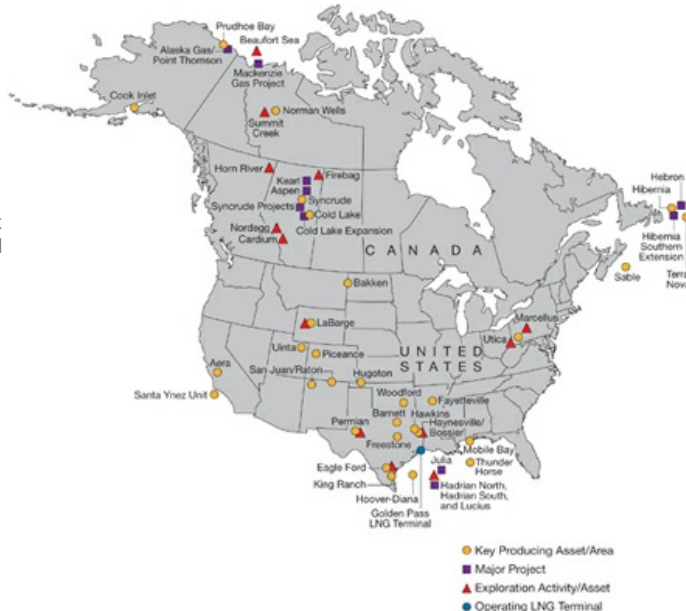 Prudhoe Bay
Beaufort Sea
Alaska Gas/
Point Thomson
Mackenzie
Gas Project
Cook Inlet
Norman Wells
Summit
Creek
Horn River
Firebag
Kearl
Aspen
Syncrude
Syncrude Projects
Cold Lake
Nordegg
Cardium
Cold Lake Expansion
CANADA
Hebron
Hibernia
Hibernia
Southern
Extension
Sable
Bakken
LaBarge
Marcellus
Utica
Uinta
Piceance
UNITED
STATES
Aera
San Juan/Raton
Hugoton
Santa Ynez Unit
Woodford
Fayetteville
Barnett
Hawkins
Permian
Haynesville/
Bossier
Freestone
Mobile Bay
Eagle Ford
Julia
Thunder
Horse
King Ranch
Hadrian North,
Hadrian South,
and Lucius
Hoover-Diana
Golden Pass
LNG Terminal
Key Producing Asset/Area
Major Project
Exploration Activity/Asset
Operating LNG Terminal